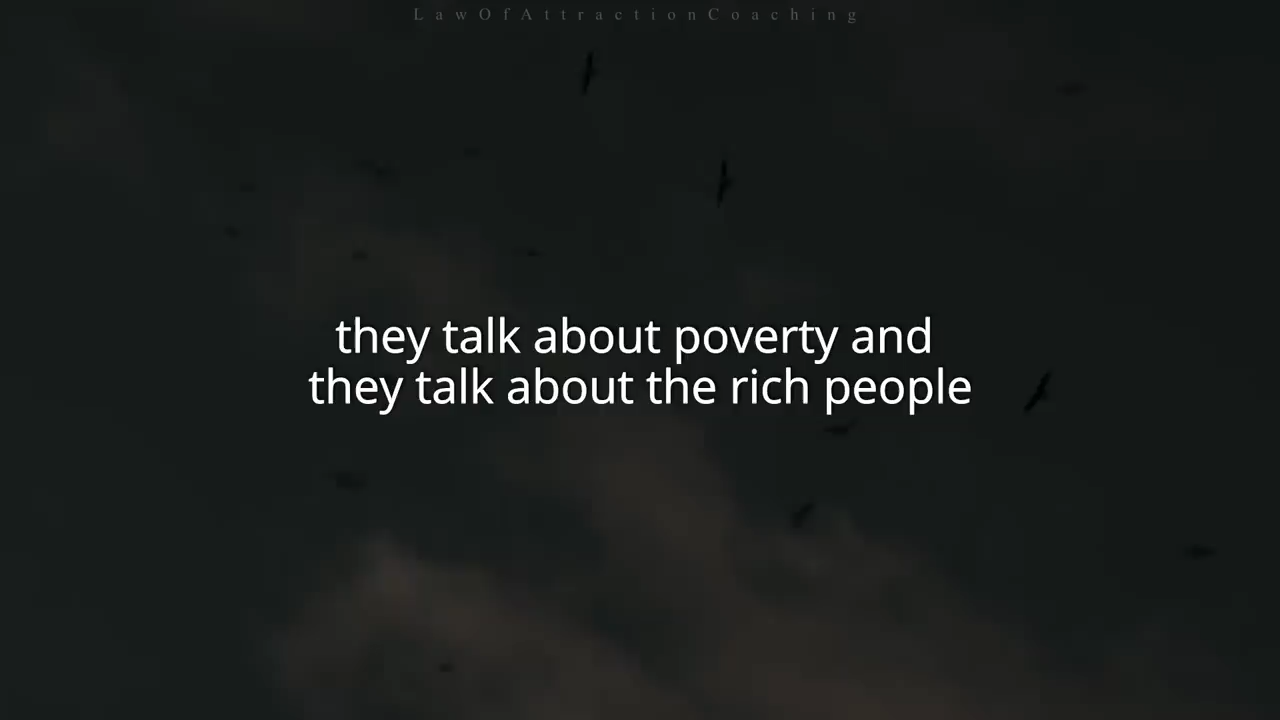 LawOfAttractionCoaching
they talk about poverty and
they talk about the rich people